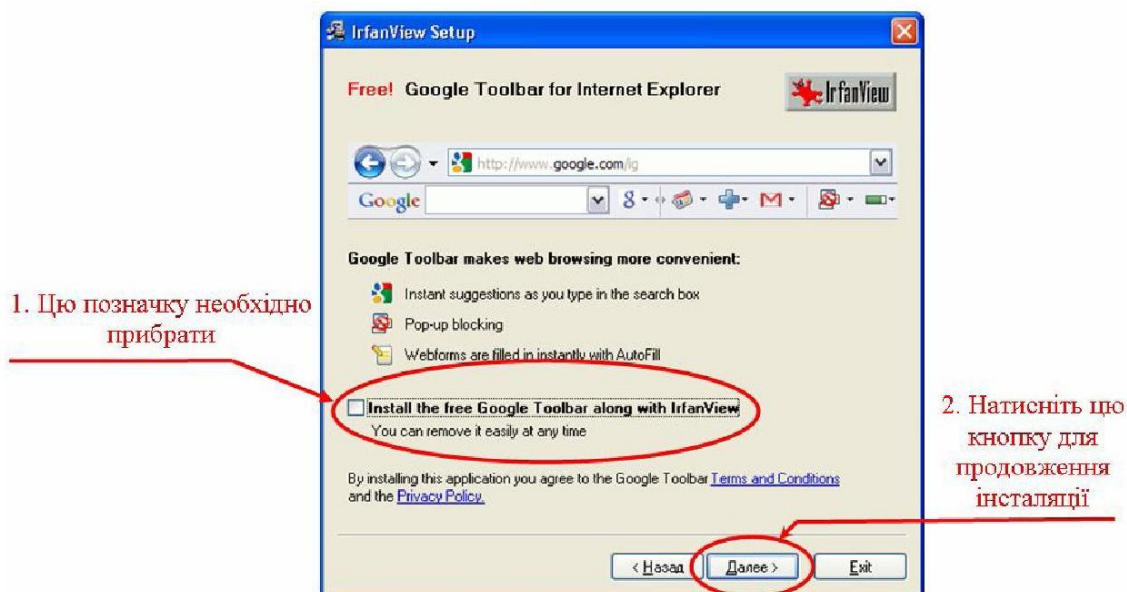 IrfanView Setup
Free! Google Toolbar for Internet Explorer
IrfanView
http://www.google.com/ig
Google
Google Toolbar makes web browsing more convenient:
Instant suggestions as you type in the search box
Pop-up blocking
Webforms are filled in instantly with AutoFill
1. Цю позначку необхідно
прибрати
Install the free Google Toolbar along with IrfanView
You can remove it easily at any time
By installing this application you agree to the Google Toolbar Terms and Conditions
and the Privacy Policy.
2. Натисніть цю
кнопку для
продовження
інсталяції
< Назад
Далее >
Exit